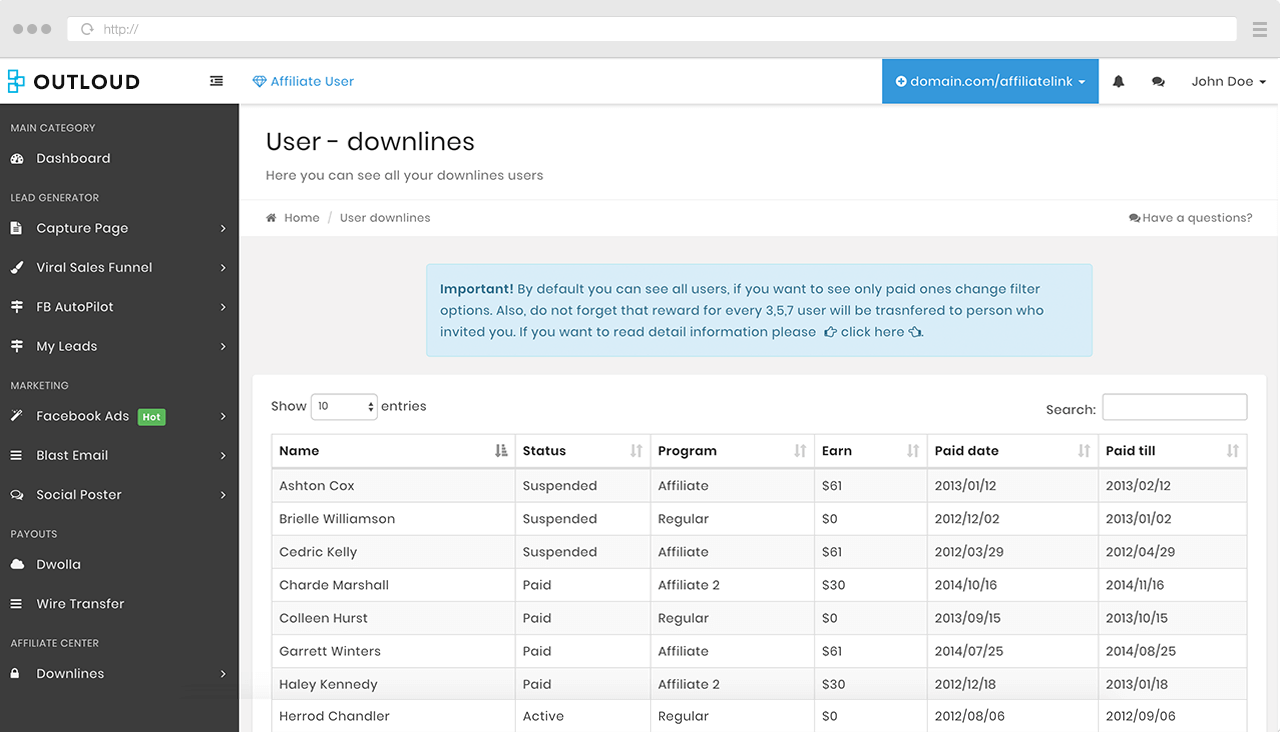 http://
OUTLOUD
Affiliate User
domain.com/affiliatelink
John Doe
MAIN CATEGORY
Dashboard
LEAD GENERATOR
Capture Page
Viral Sales Funnel
FB AutoPilot
My Leads
MARKETING
Facebook Ads Hot
Blast Email
Social Poster
PAYOUTS
Dwolla
Wire Transfer
AFFILIATE CENTER
Downlines
User - downlines
Here you can see all your downlines users
Home / User downlines
Have a questions?
Important! By default you can see all users, if you want to see only paid ones change filter
options. Also, do not forget that reward for every 3,5,7 user will be trasnfered to person who
invited you. If you want to read detail information please click here .
Show 10 entries
Search:
Name Status Program Earn Paid date Paid till
Ashton Cox Suspended Affiliate $61 2013/01/12 2013/02/12
Brielle Williamson Suspended Regular $0 2012/12/02 2013/01/02
Cedric Kelly Suspended Affiliate $61 2012/03/29 2012/04/29
Charde Marshall Paid Affiliate 2 $30 2014/10/16 2014/11/16
Colleen Hurst Paid Regular $0 2013/09/15 2013/10/15
Garrett Winters Paid Affiliate $61 2014/07/25 2014/08/25
Haley Kennedy Paid Affiliate 2 $30 2012/12/18 2013/01/18
Herrod Chandler Active Regular $0 2012/08/06 2012/09/06